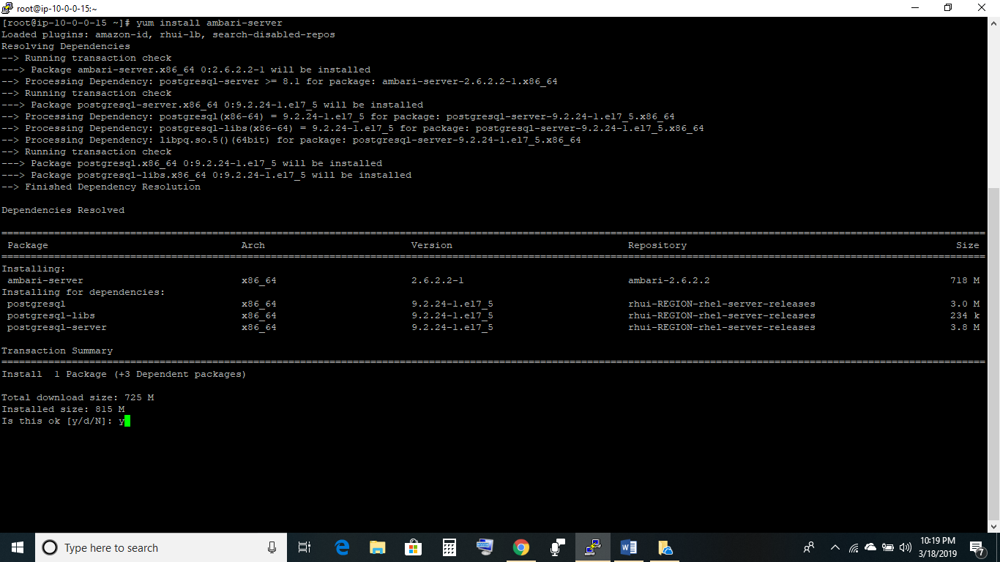 root@ip-10-0-0-15:~
[root@ip-10-0-0-15 ~]# yum install ambari-server
Loaded plugins: amazon-id, rhui-lb, search-disabled-repos
Resolving Dependencies
--> Running transaction check
---> Package ambari-server.x86_64 0:2.6.2.2-1 will be installed
--> Processing Dependency: postgresql-server >= 8.1 for package: ambari-server-2.6.2.2-1.x86_64
--> Running transaction check
---> Package postgresql-server.x86_64 0:9.2.24-1.el7_5 will be installed
--> Processing Dependency: postgresql(x86-64) = 9.2.24-1.el7_5 for package: postgresql-server-9.2.24-1.el7_5.x86_64
--> Processing Dependency: postgresql-libs(x86-64) = 9.2.24-1.el7_5 for package: postgresql-server-9.2.24-1.el7_5.x86_64
--> Processing Dependency: libpq.so.5()(64bit) for package: postgresql-server-9.2.24-1.el7_5.x86_64
--> Running transaction check
---> Package postgresql.x86_64 0:9.2.24-1.el7_5 will be installed
---> Package postgresql-libs.x86_64 0:9.2.24-1.el7_5 will be installed
--> Finished Dependency Resolution
Dependencies Resolved
Package Arch Version Repository Size
Installing:
ambari-server x86_64 2.6.2.2-1 ambari-2.6.2.2 718 M
Installing for dependencies:
postgresql x86_64 9.2.24-1.el7_5 rhui-REGION-rhel-server-releases 3.0 M
postgresql-libs x86_64 9.2.24-1.el7_5 rhui-REGION-rhel-server-releases 234 k
postgresql-server x86_64 9.2.24-1.el7_5 rhui-REGION-rhel-server-releases 3.8 M
Transaction Summary
Install  1 Package (+3 Dependent packages)
Total download size: 725 M
Installed size: 815 M
Is this ok [y/d/N]: y
Type here to search
10:19 PM
3/18/2019
7